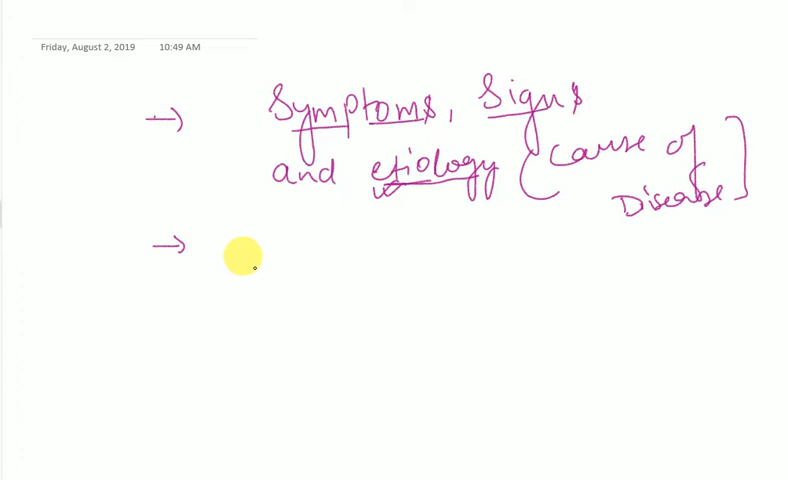 Friday, August 2, 2019 10:49 AM
→ Symptoms, Signs
and etiology (cause of
Disease]
→